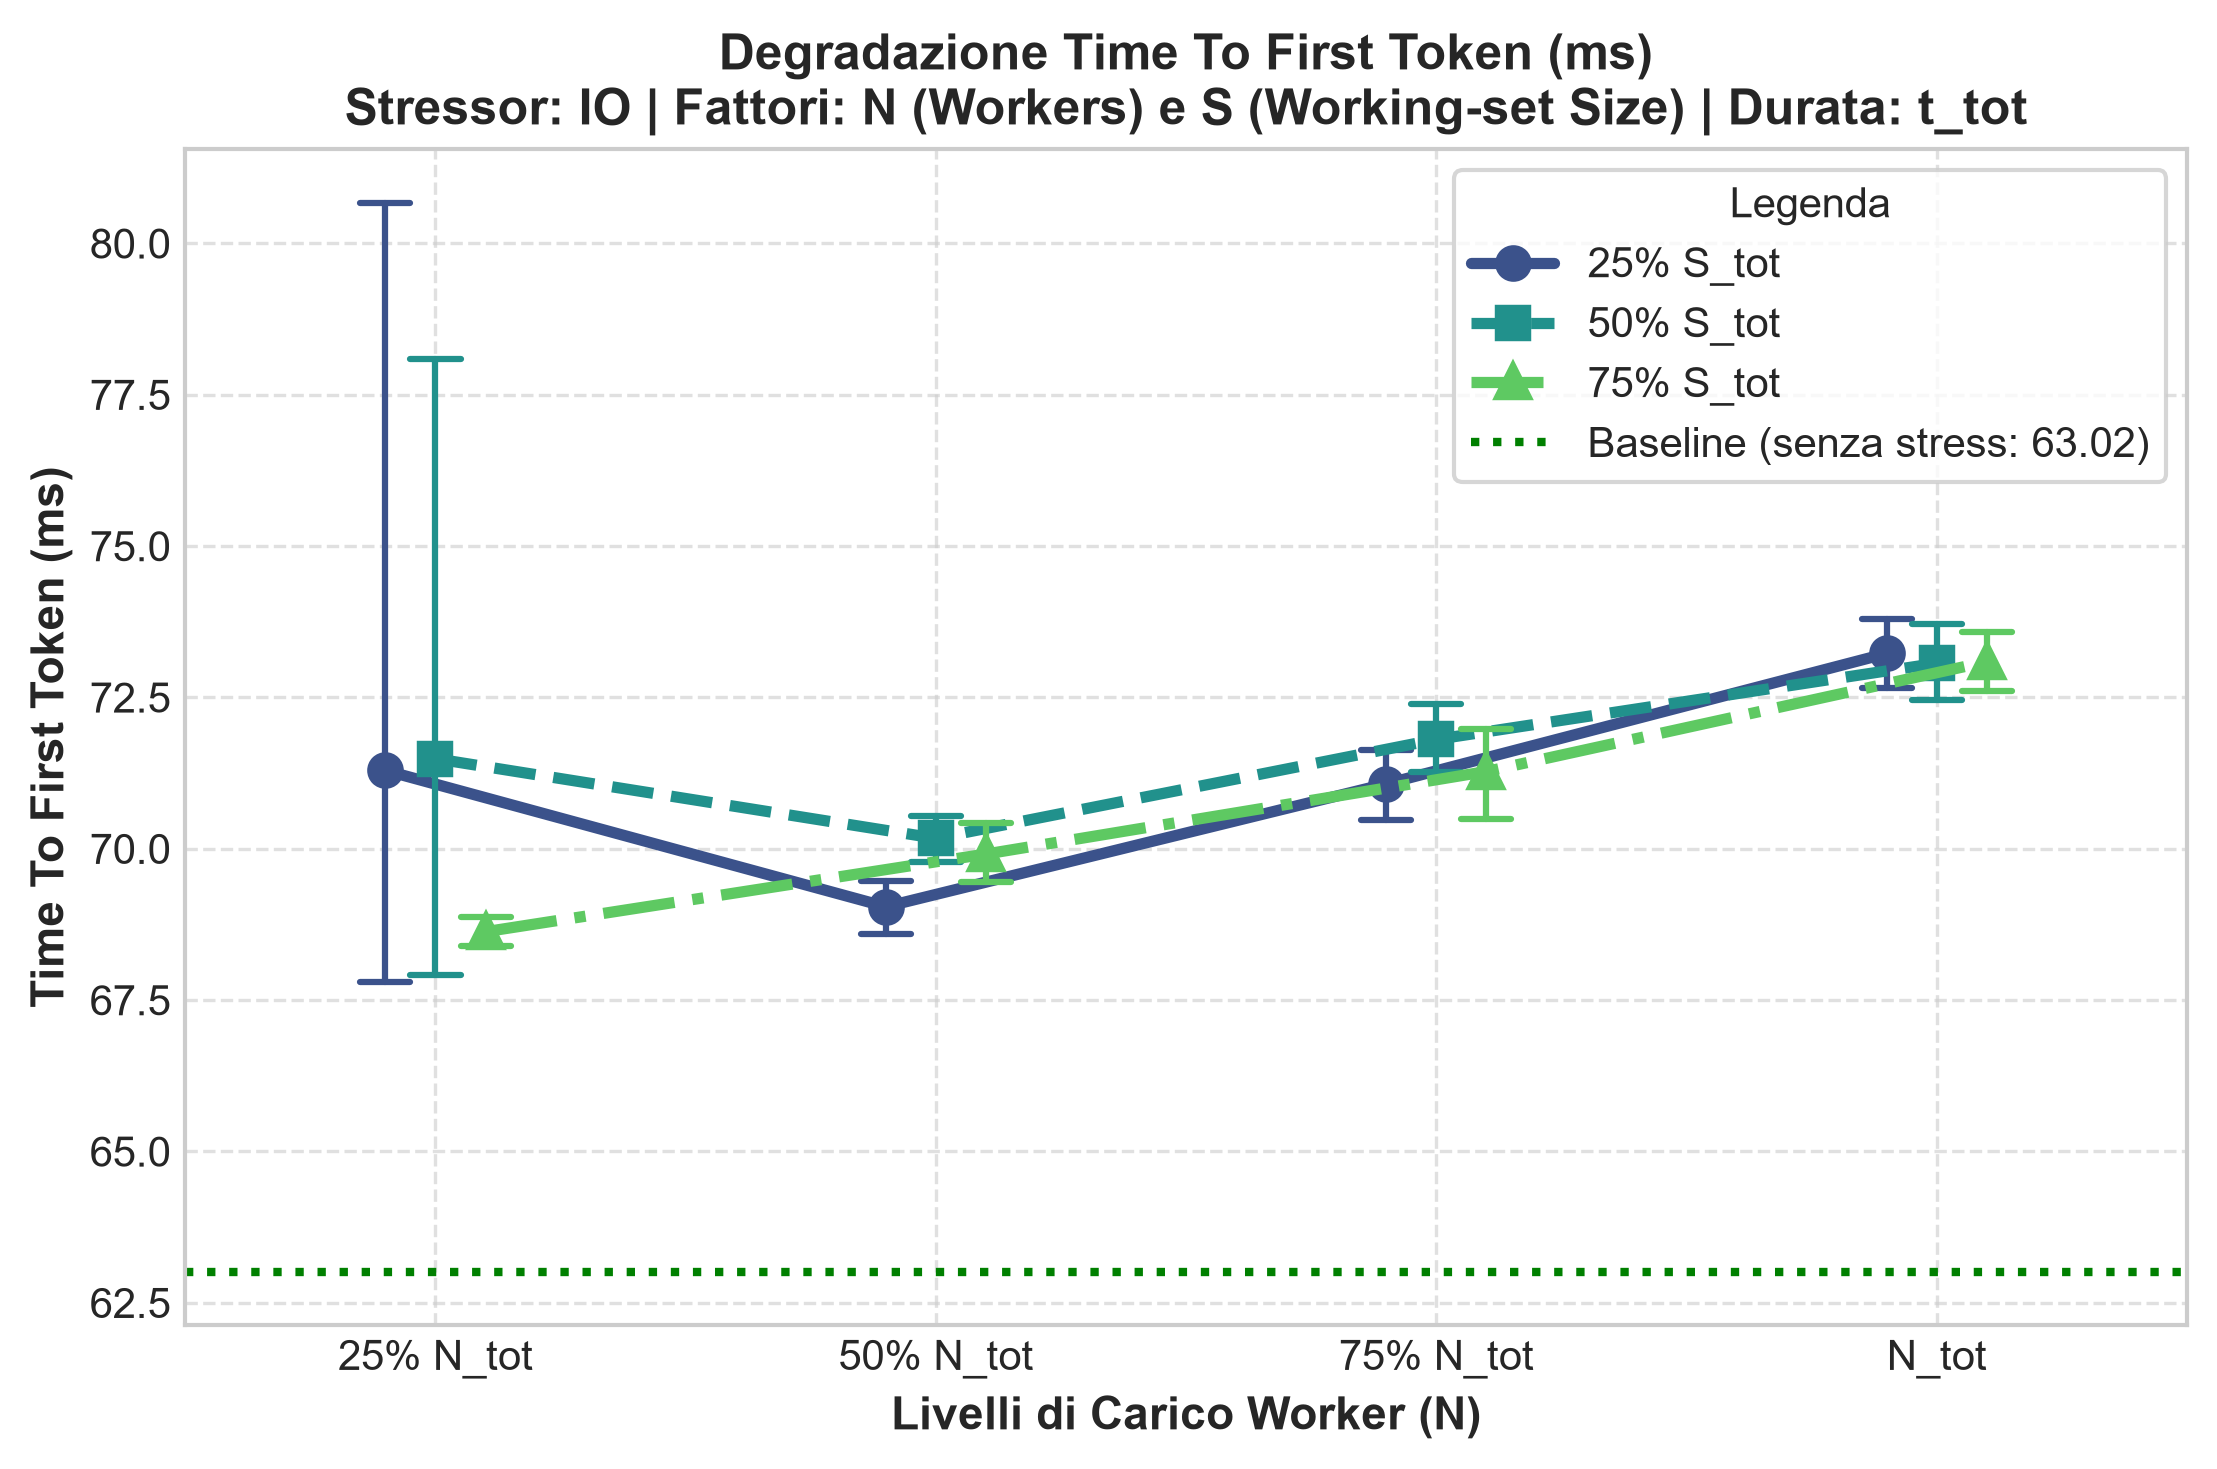 Degradazione Time To First Token (ms)
Stressor: IO | Fattori: N (Workers) e S (Working-set Size) | Durata: t_tot
Legenda
25% S_tot
50% S_tot
75% S_tot
Baseline (senza stress: 63.02)
Time To First Token (ms)
80.0
77.5
75.0
72.5
70.0
67.5
65.0
62.5
25% N_tot
50% N_tot
75% N_tot
N_tot
Livelli di Carico Worker (N)